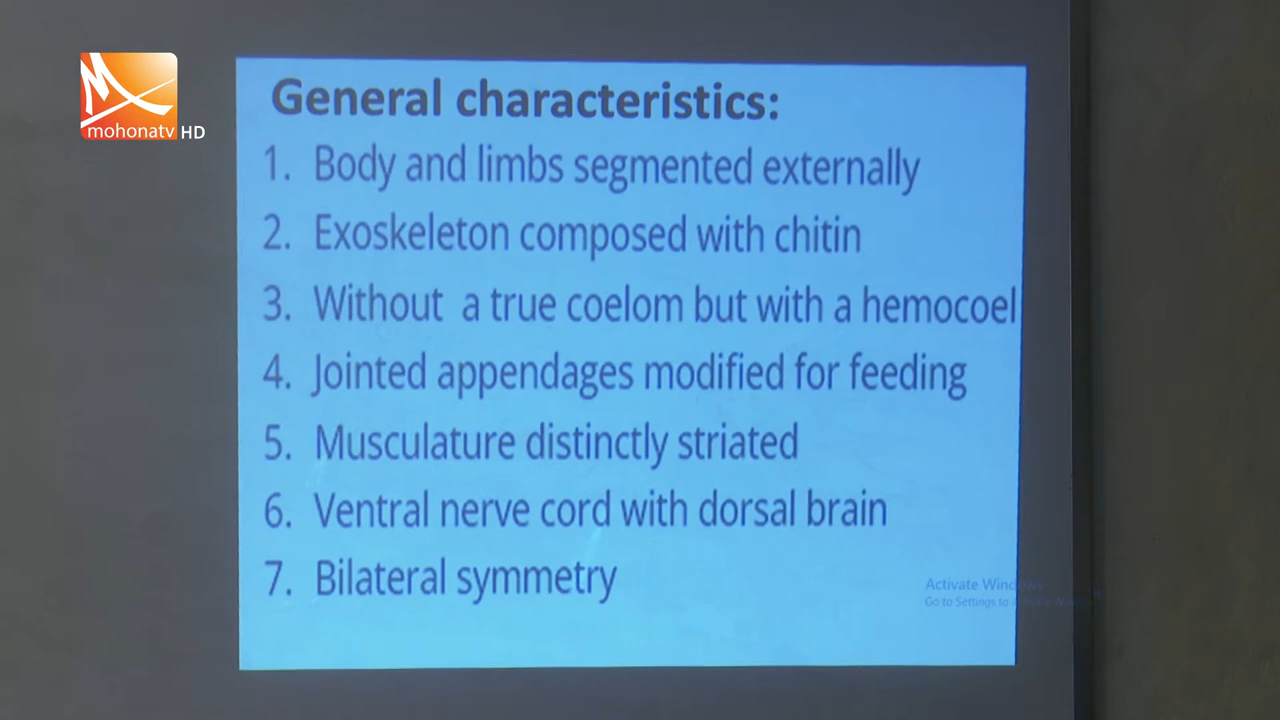 mohonatv HD
General characteristics:
1. Body and limbs segmented externally
2. Exoskeleton composed with chitin
3. Without a true coelom but with a hemocoel
4. Jointed appendages modified for feeding
5. Musculature distinctly striated
6. Ventral nerve cord with dorsal brain
7. Bilateral symmetry
Activate Windows
Go to Settings to activate Windows